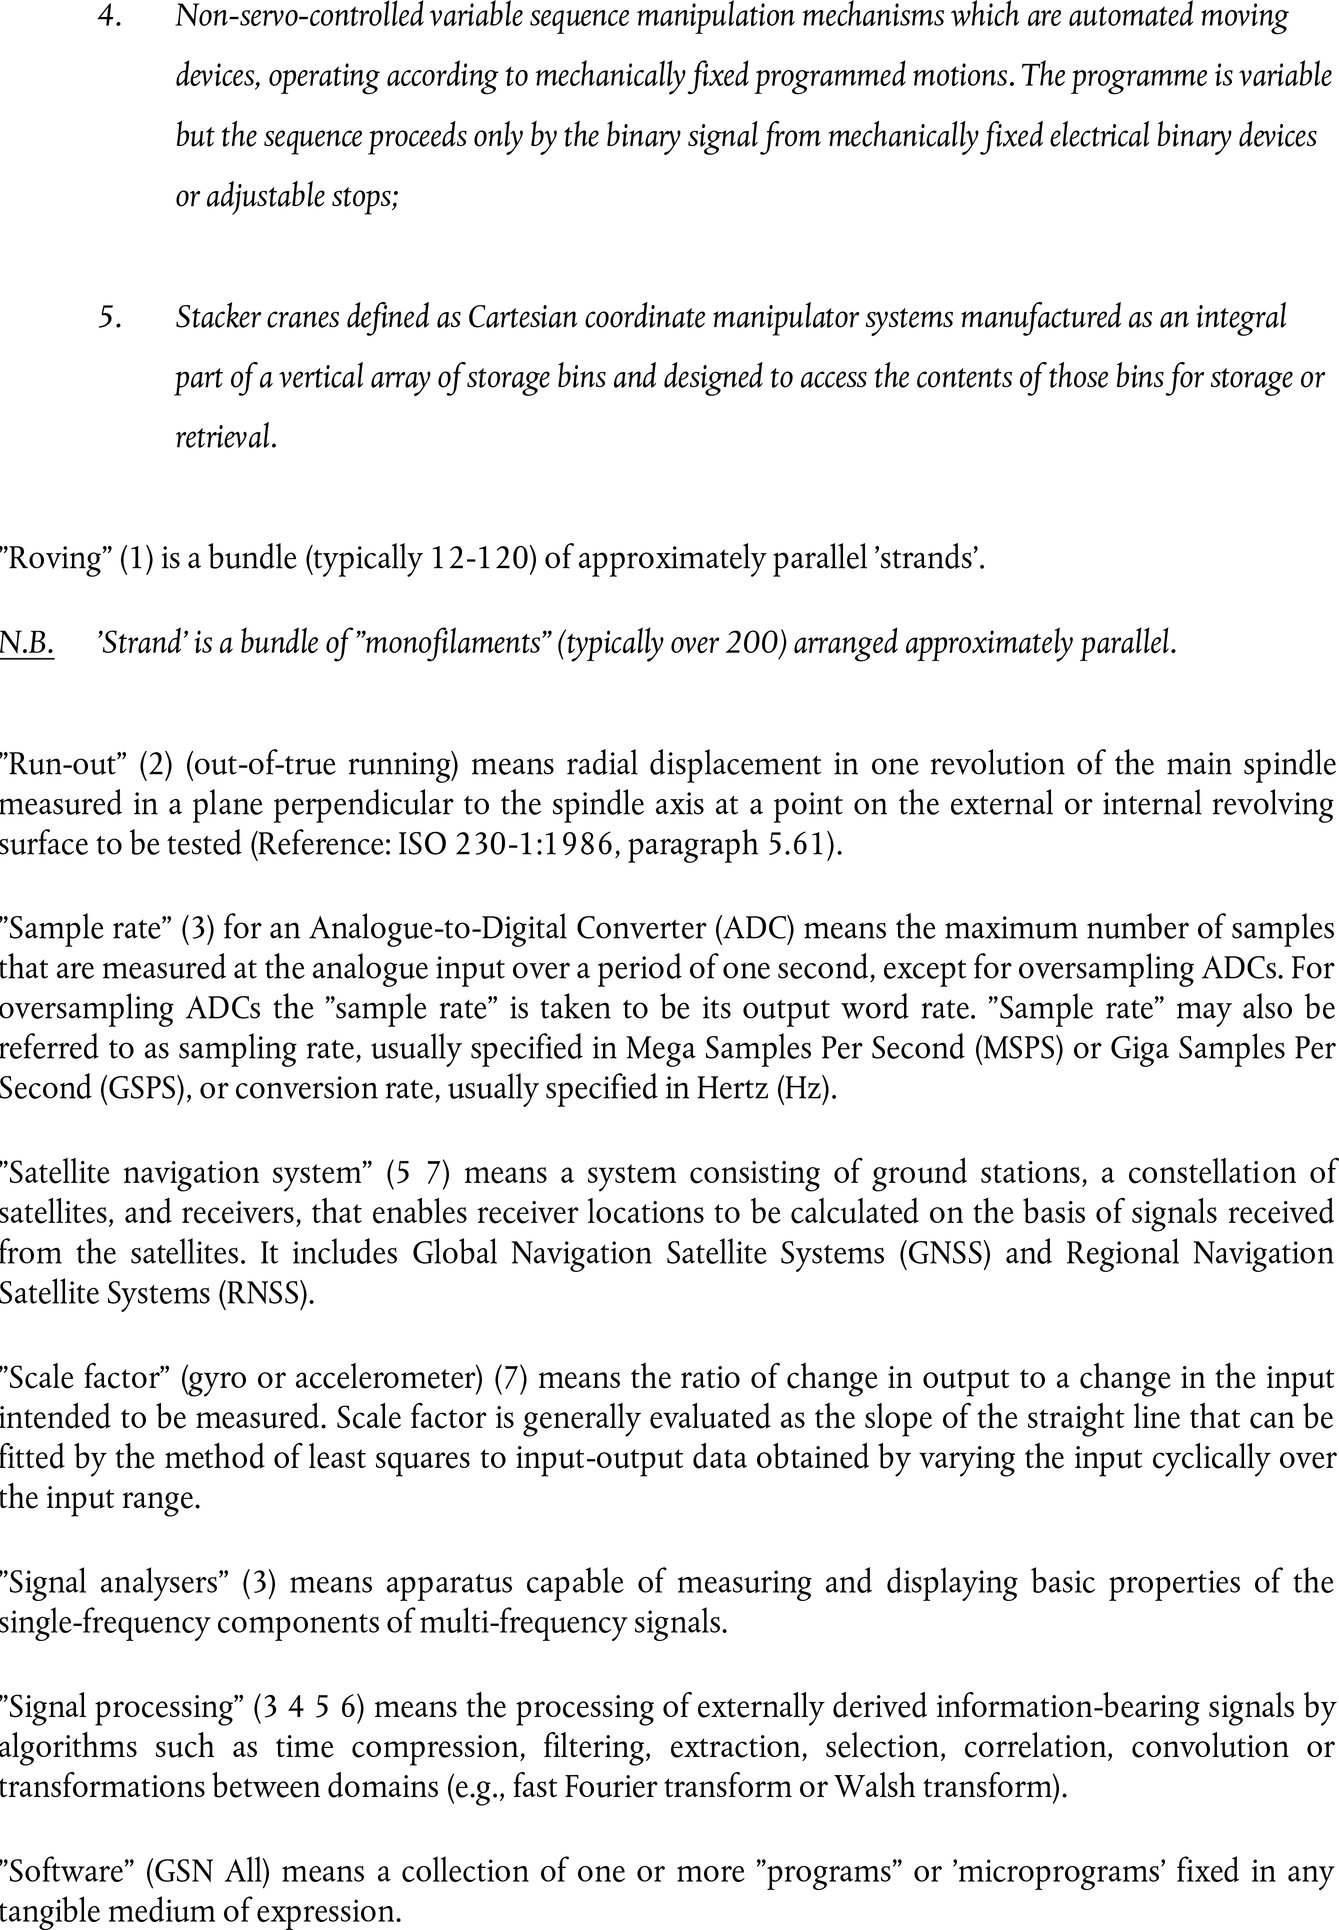 4. Non-servo-controlled variable sequence manipulation mechanisms which are automated moving
devices, operating according to mechanically fixed programmed motions. The programme is variable
but the sequence proceeds only by the binary signal from mechanically fixed electrical binary devices
or adjustable stops;
5. Stacker cranes defined as Cartesian coordinate manipulator systems manufactured as an integral
part of a vertical array of storage bins and designed to access the contents of those bins for storage or
retrieval.
”Roving” (1) is a bundle (typically 12-120) of approximately parallel ’strands’.
N.B. ’Strand’ is a bundle of ”monofilaments” (typically over 200) arranged approximately parallel.
”Run-out” (2) (out-of-true running) means radial displacement in one revolution of the main spindle
measured in a plane perpendicular to the spindle axis at a point on the external or internal revolving
surface to be tested (Reference: ISO 230-1:1986, paragraph 5.61).
”Sample rate” (3) for an Analogue-to-Digital Converter (ADC) means the maximum number of samples
that are measured at the analogue input over a period of one second, except for oversampling ADCs. For
oversampling ADCs the ”sample rate” is taken to be its output word rate. ”Sample rate” may also be
referred to as sampling rate, usually specified in Mega Samples Per Second (MSPS) or Giga Samples Per
Second (GSPS), or conversion rate, usually specified in Hertz (Hz).
”Satellite navigation system” (5 7) means a system consisting of ground stations, a constellation of
satellites, and receivers, that enables receiver locations to be calculated on the basis of signals received
from the satellites. It includes Global Navigation Satellite Systems (GNSS) and Regional Navigation
Satellite Systems (RNSS).
”Scale factor” (gyro or accelerometer) (7) means the ratio of change in output to a change in the input
intended to be measured. Scale factor is generally evaluated as the slope of the straight line that can be
fitted by the method of least squares to input-output data obtained by varying the input cyclically over
the input range.
”Signal analysers” (3) means apparatus capable of measuring and displaying basic properties of the
single-frequency components of multi-frequency signals.
”Signal processing” (3 4 5 6) means the processing of externally derived information-bearing signals by
algorithms such as time compression, filtering, extraction, selection, correlation, convolution or
transformations between domains (e.g., fast Fourier transform or Walsh transform).
”Software” (GSN All) means a collection of one or more ”programs” or ’microprograms’ fixed in any
tangible medium of expression.